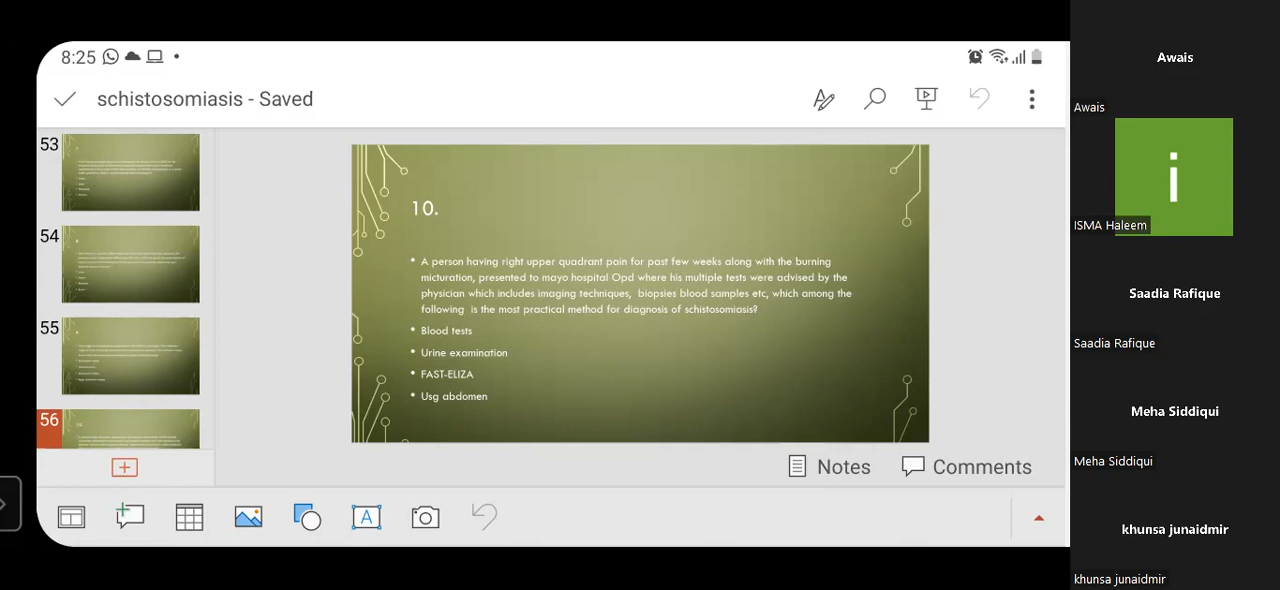 8:25
schistosomiasis - Saved
53
54
55
56
10.
• A person having right upper quadrant pain for past few weeks along with the burning
micturation, presented to mayo hospital Opd where his multiple tests were advised by the
physician which includes imaging techniques, biopsies blood samples etc, which among the
following is the most practical method for diagnosis of schistosomiasis?
• Blood tests
• Urine examination
• FAST-ELIZA
• Usg abdomen
Notes
Comments
A
Awais
Awais
i
ISMA Haleem
Saadia Rafique
Saadia Rafique
Meha Siddiqui
Meha Siddiqui
khunsa junaidmir
khunsa junaidmir